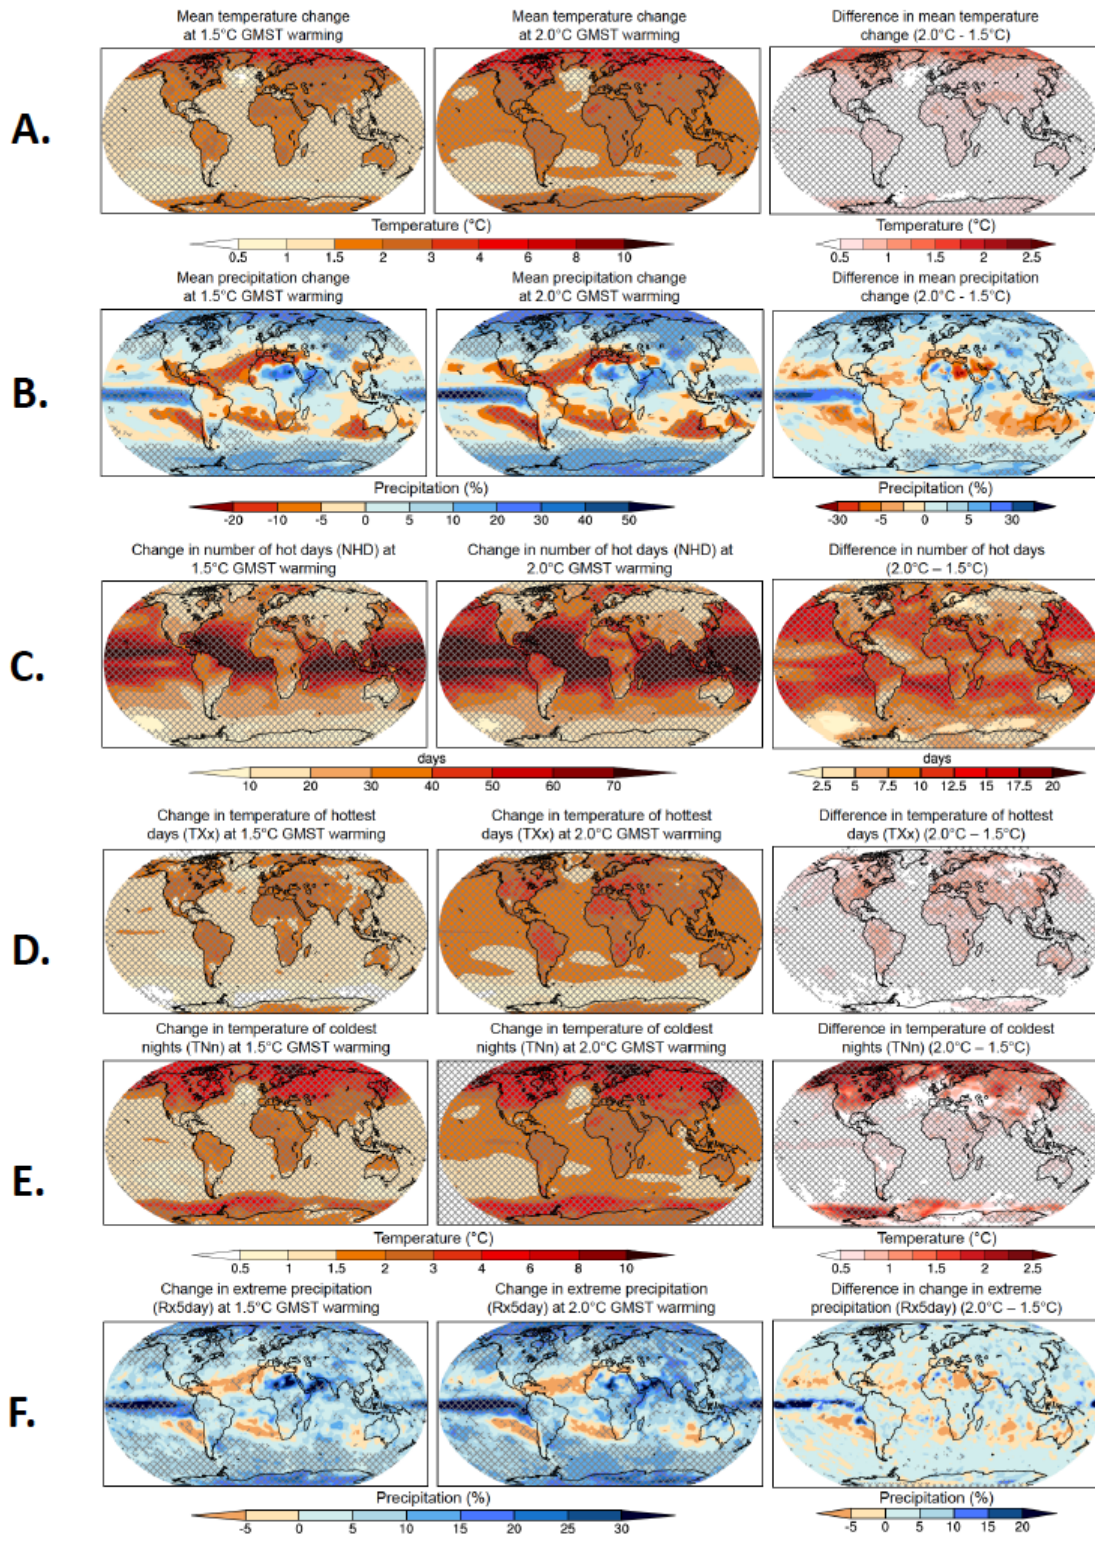 Mean temperature change
at 1.5°C GMST warming
Mean temperature change
at 2.0°C GMST warming
Difference in mean temperature
change (2.0°C - 1.5°C)
A.
Temperature (°C)
0.5 1 1.5 2 3 4 6 8 10
Temperature (°C)
0.5 1 1.5 2 2.5
Mean precipitation change
at 1.5°C GMST warming
Mean precipitation change
at 2.0°C GMST warming
Difference in mean precipitation
change (2.0°C - 1.5°C)
B.
Precipitation (%)
-20 -10 -5 0 5 10 20 30 40 50
Precipitation (%)
-30 -5 0 5 30
Change in number of hot days (NHD) at
1.5°C GMST warming
Change in number of hot days (NHD) at
2.0°C GMST warming
Difference in number of hot days
(2.0°C – 1.5°C)
C.
days
10 20 30 40 50 60 70
days
2.5 5 7.5 10 12.5 15 17.5 20
Change in temperature of hottest
days (TXx) at 1.5°C GMST warming
Change in temperature of hottest
days (TXx) at 2.0°C GMST warming
Difference in temperature of hottest
days (TXx) (2.0°C – 1.5°C)
D.
Change in temperature of coldest
nights (TNn) at 1.5°C GMST warming
Change in temperature of coldest
nights (TNn) at 2.0°C GMST warming
Difference in temperature of coldest
nights (TNn) (2.0°C – 1.5°C)
E.
Temperature (°C)
0.5 1 1.5 2 3 4 6 8 10
Temperature (°C)
0.5 1 1.5 2 2.5
Change in extreme precipitation
(Rx5day) at 1.5°C GMST warming
Change in extreme precipitation
(Rx5day) at 2.0°C GMST warming
Difference in change in extreme
precipitation (Rx5day) (2.0°C – 1.5°C)
F.
Precipitation (%)
-5 0 5 10 15 20 25 30
Precipitation (%)
-5 0 5 10 15 20